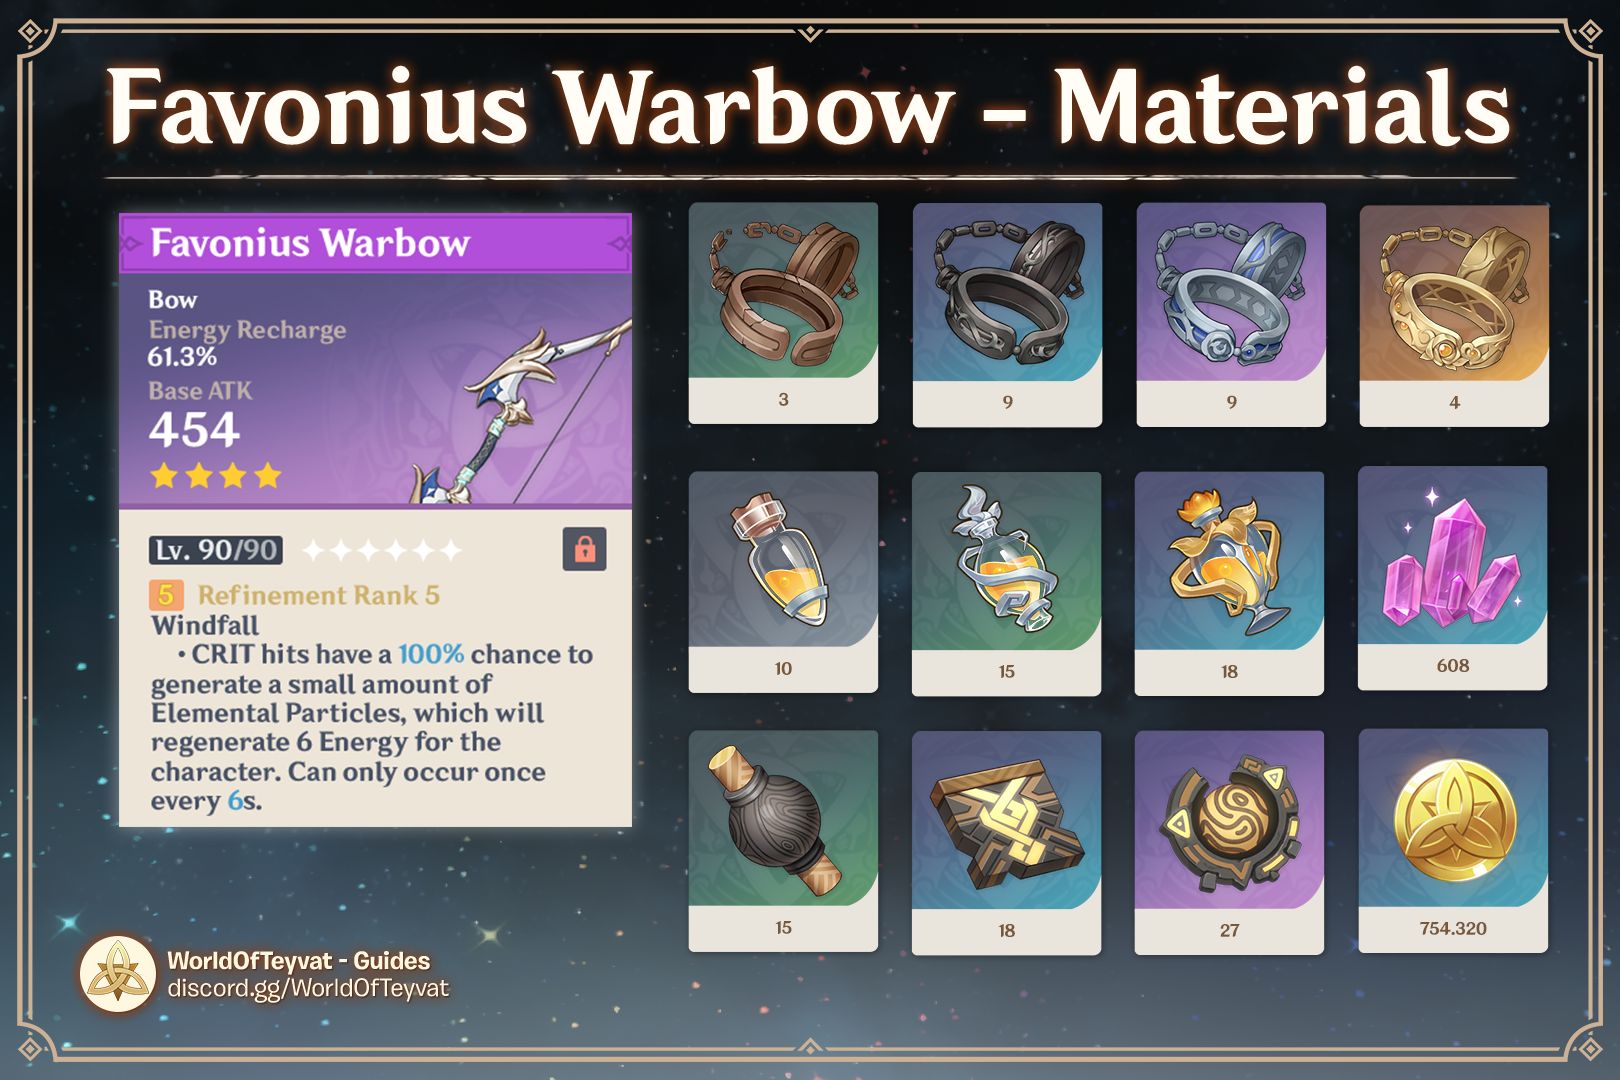 Favonius Warbow - Materials
Favonius Warbow
Bow
Energy Recharge
61.3%
Base ATK
454
Lv. 90/90
5 Refinement Rank 5
Windfall
• CRIT hits have a 100% chance to
generate a small amount of
Elemental Particles, which will
regenerate 6 Energy for the
character. Can only occur once
every 6s.
3
9
9
4
10
15
18
608
15
18
27
754.320
WorldOfTeyvat - Guides
discord.gg/WorldOfTeyvat